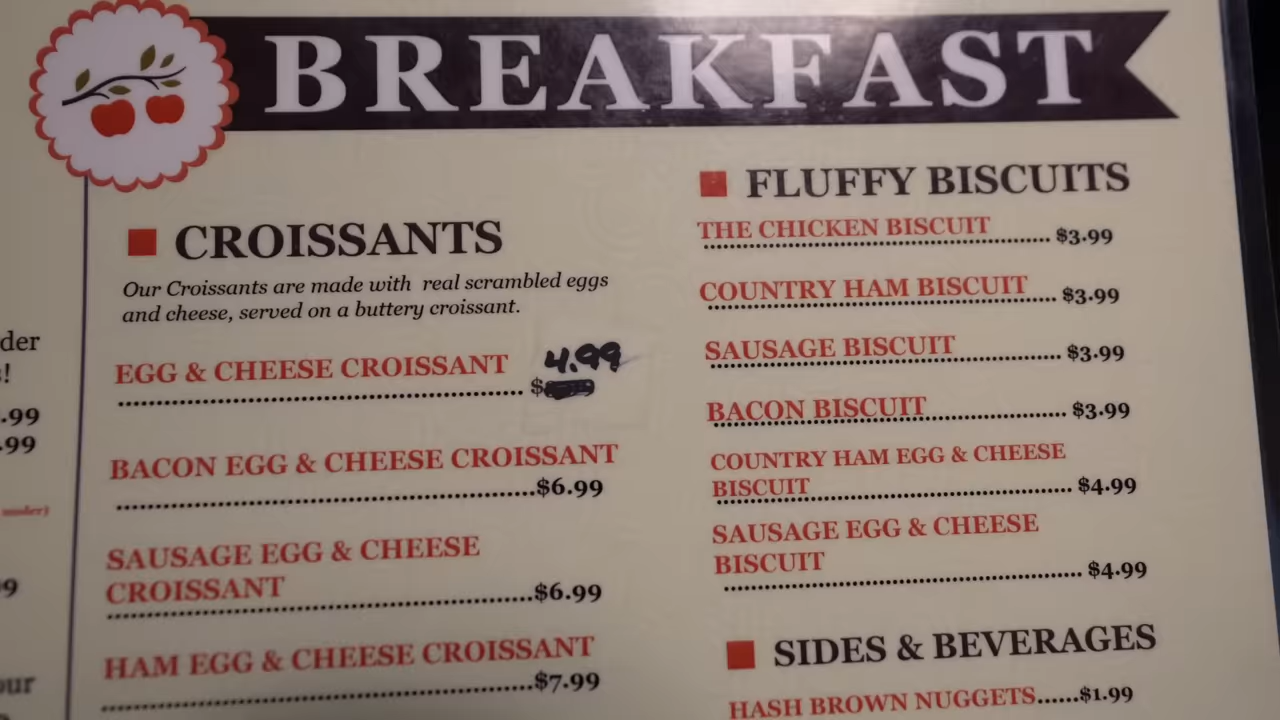 BREAKFAST
CROISSANTS
Our Croissants are made with real scrambled eggs
and cheese, served on a buttery croissant.
EGG & CHEESE CROISSANT 4.99
$
BACON EGG & CHEESE CROISSANT
$6.99
SAUSAGE EGG & CHEESE
CROISSANT
$6.99
HAM EGG & CHEESE CROISSANT
$7.99
FLUFFY BISCUITS
THE CHICKEN BISCUIT $3.99
COUNTRY HAM BISCUIT $3.99
SAUSAGE BISCUIT $3.99
BACON BISCUIT $3.99
COUNTRY HAM EGG & CHEESE
BISCUIT $4.99
SAUSAGE EGG & CHEESE
BISCUIT
$4.99
SIDES & BEVERAGES
HASH BROWN NUGGETS......$1.99